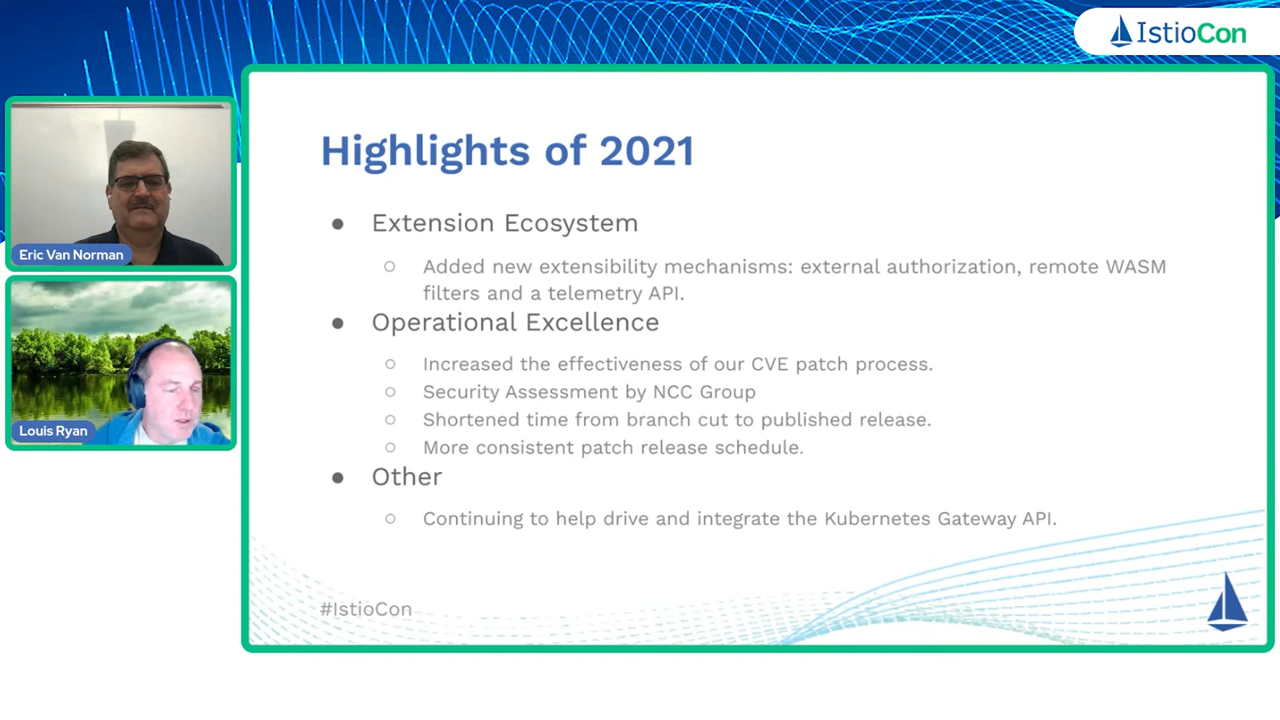 IstioCon
Highlights of 2021
Eric Van Norman
Louis Ryan
● Extension Ecosystem
○ Added new extensibility mechanisms: external authorization, remote WASM
filters and a telemetry API.
● Operational Excellence
○ Increased the effectiveness of our CVE patch process.
○ Security Assessment by NCC Group
○ Shortened time from branch cut to published release.
○ More consistent patch release schedule.
● Other
○ Continuing to help drive and integrate the Kubernetes Gateway API.
#IstioCon